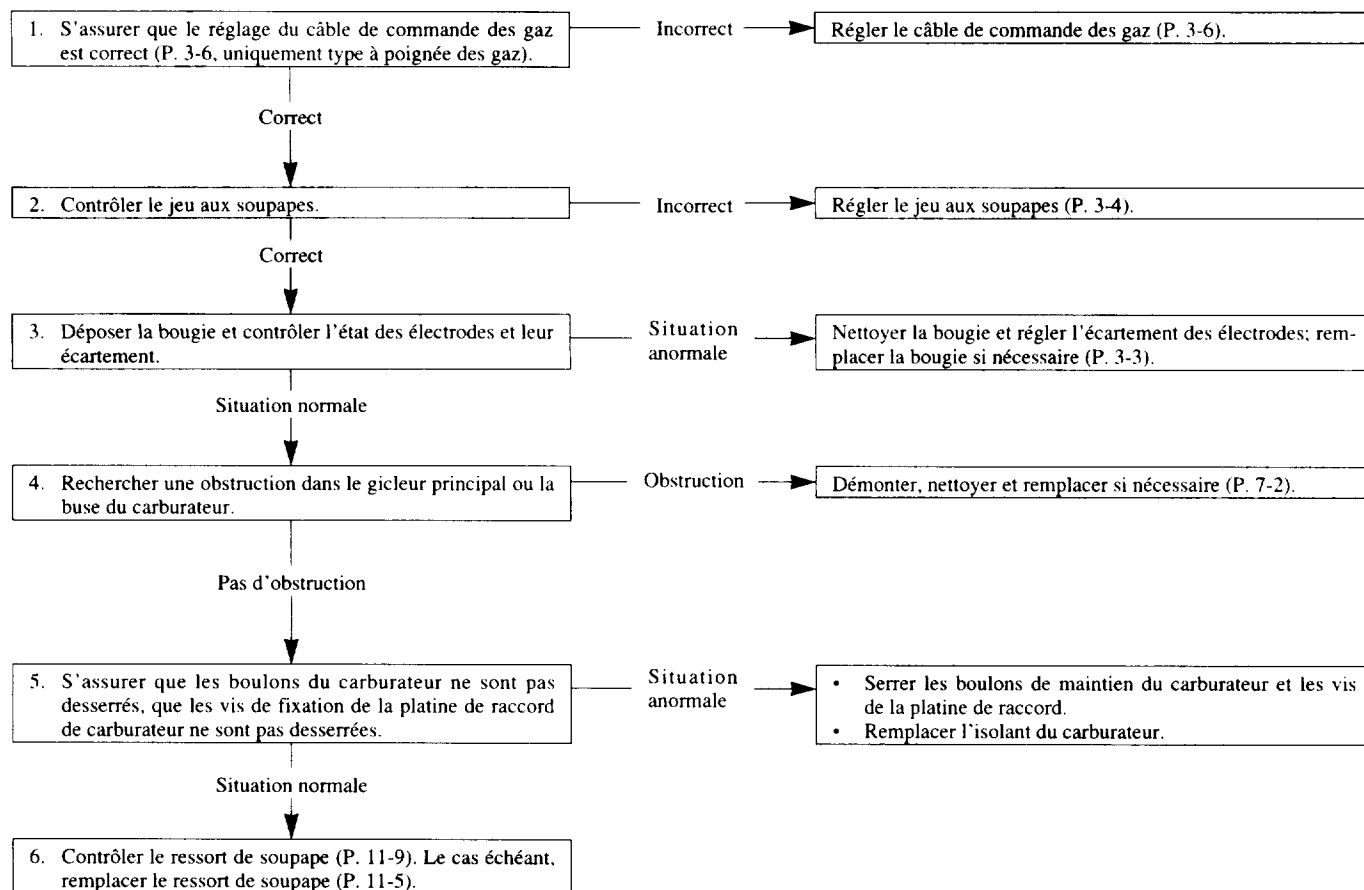 1. S'assurer que le réglage du câble de commande des gaz
est correct (P. 3-6, uniquement type à poignée des gaz).
Incorrect
Régler le câble de commande des gaz (P. 3-6).
Correct
2. Contrôler le jeu aux soupapes.
Incorrect
Régler le jeu aux soupapes (P. 3-4).
Correct
3. Déposer la bougie et contrôler l'état des électrodes et leur
écartement.
Situation
anormale
Nettoyer la bougie et régler l'écartement des électrodes; rem-
placer la bougie si nécessaire (P. 3-3).
Situation normale
4. Rechercher une obstruction dans le gicleur principal ou la
buse du carburateur.
Obstruction
Démonter, nettoyer et remplacer si nécessaire (P. 7-2).
Pas d'obstruction
5. S'assurer que les boulons du carburateur ne sont pas
desserrés, que les vis de fixation de la platine de raccord
de carburateur ne sont pas desserrées.
Situation
anormale
• Serrer les boulons de maintien du carburateur et les vis
de la platine de raccord.
• Remplacer l'isolant du carburateur.
Situation normale
6. Contrôler le ressort de soupape (P. 11-9). Le cas échéant,
remplacer le ressort de soupape (P. 11-5).